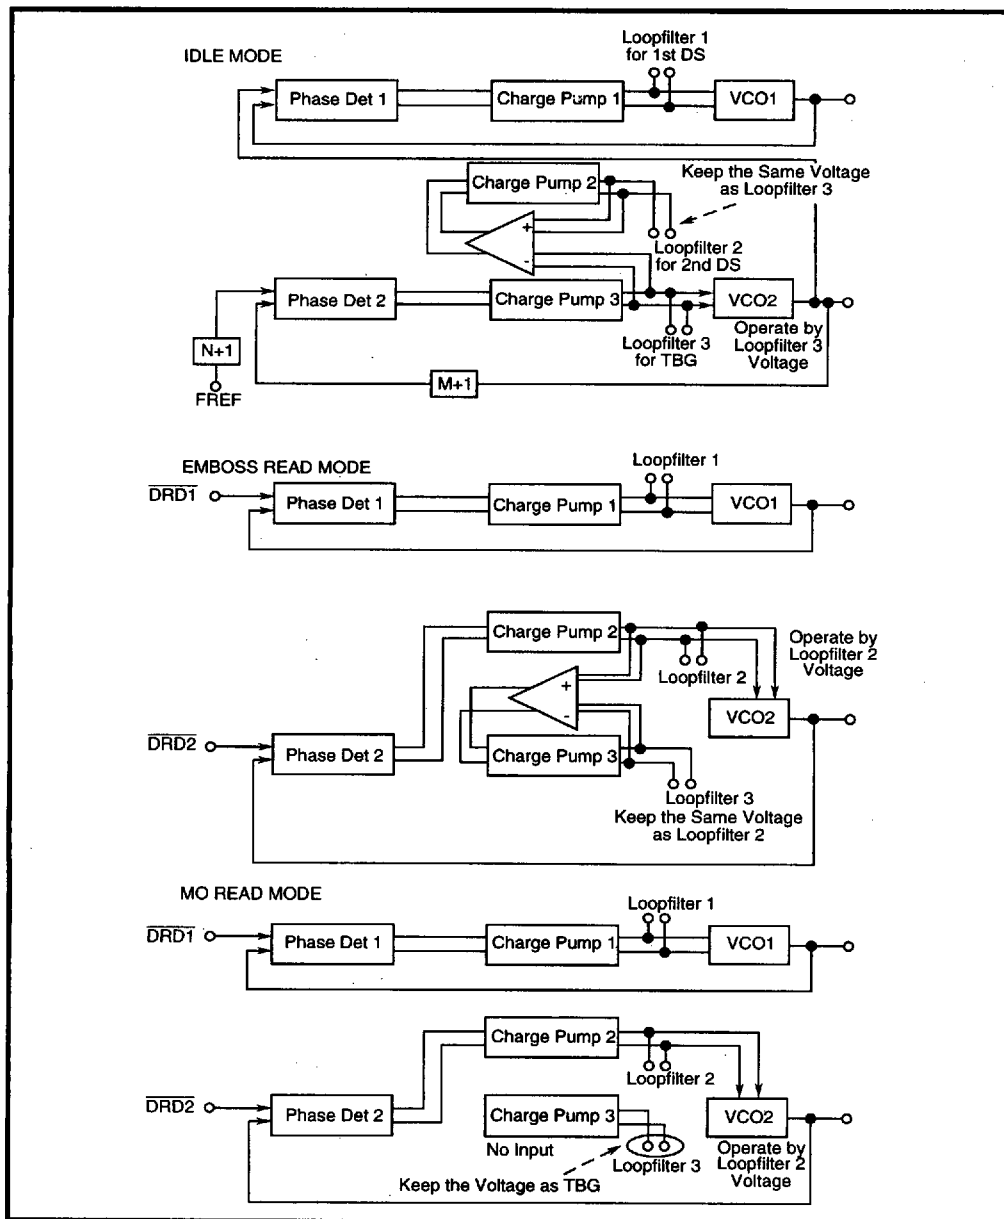 IDLE MODE
Loopfilter 1
for 1st DS
Phase Det 1
Charge Pump 1
VCO1
Charge Pump 2
Keep the Same Voltage
as Loopfilter 3
+
-
Loopfilter 2
for 2nd DS
Phase Det 2
Charge Pump 3
VCO2
Loopfilter 3
for TBG
Operate by
Loopfilter 3
Voltage
N+1
FREF
M+1
EMBOSS READ MODE
Loopfilter 1
DRD1
Phase Det 1
Charge Pump 1
VCO1
Charge Pump 2
Operate by
Loopfilter 2
Voltage
Loopfilter 2
+
-
VCO2
DRD2
Phase Det 2
Charge Pump 3
Loopfilter 3
Keep the Same Voltage
as Loopfilter 2
MO READ MODE
Loopfilter 1
DRD1
Phase Det 1
Charge Pump 1
VCO1
Charge Pump 2
Loopfilter 2
DRD2
Phase Det 2
Charge Pump 3
VCO2
No Input
Loopfilter 3
Operate by
Loopfilter 2
Voltage
Keep the Voltage as TBG